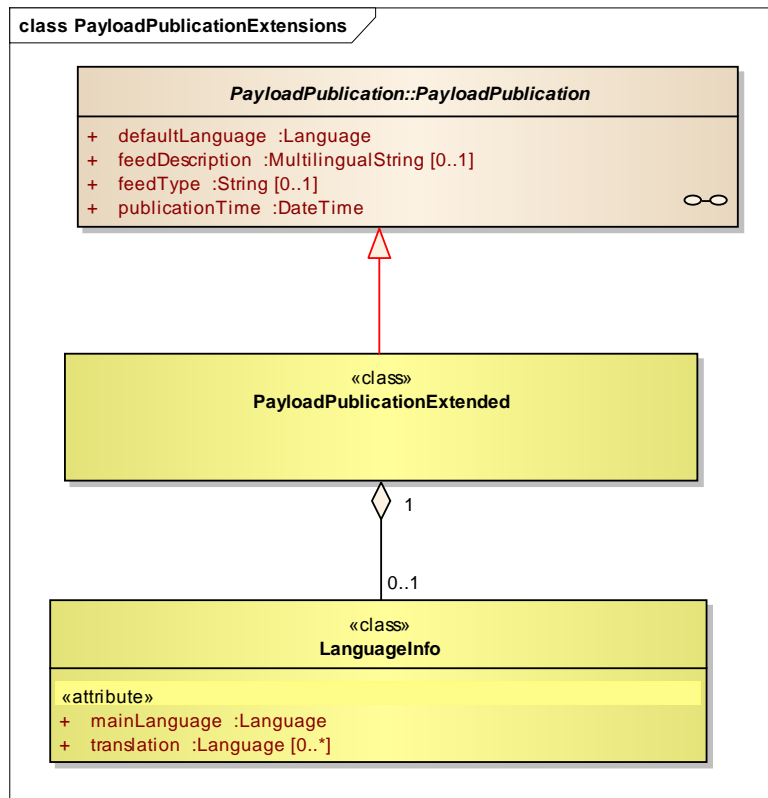 class PayloadPublicationExtensions
PayloadPublication::PayloadPublication
+ defaultLanguage :Language
+ feedDescription :MultilingualString [0..1]
+ feedType :String [0..1]
+ publicationTime :DateTime
«class»
PayloadPublicationExtended
1
0..1
«class»
LanguageInfo
«attribute»
+ mainLanguage :Language
+ translation :Language [0..*]